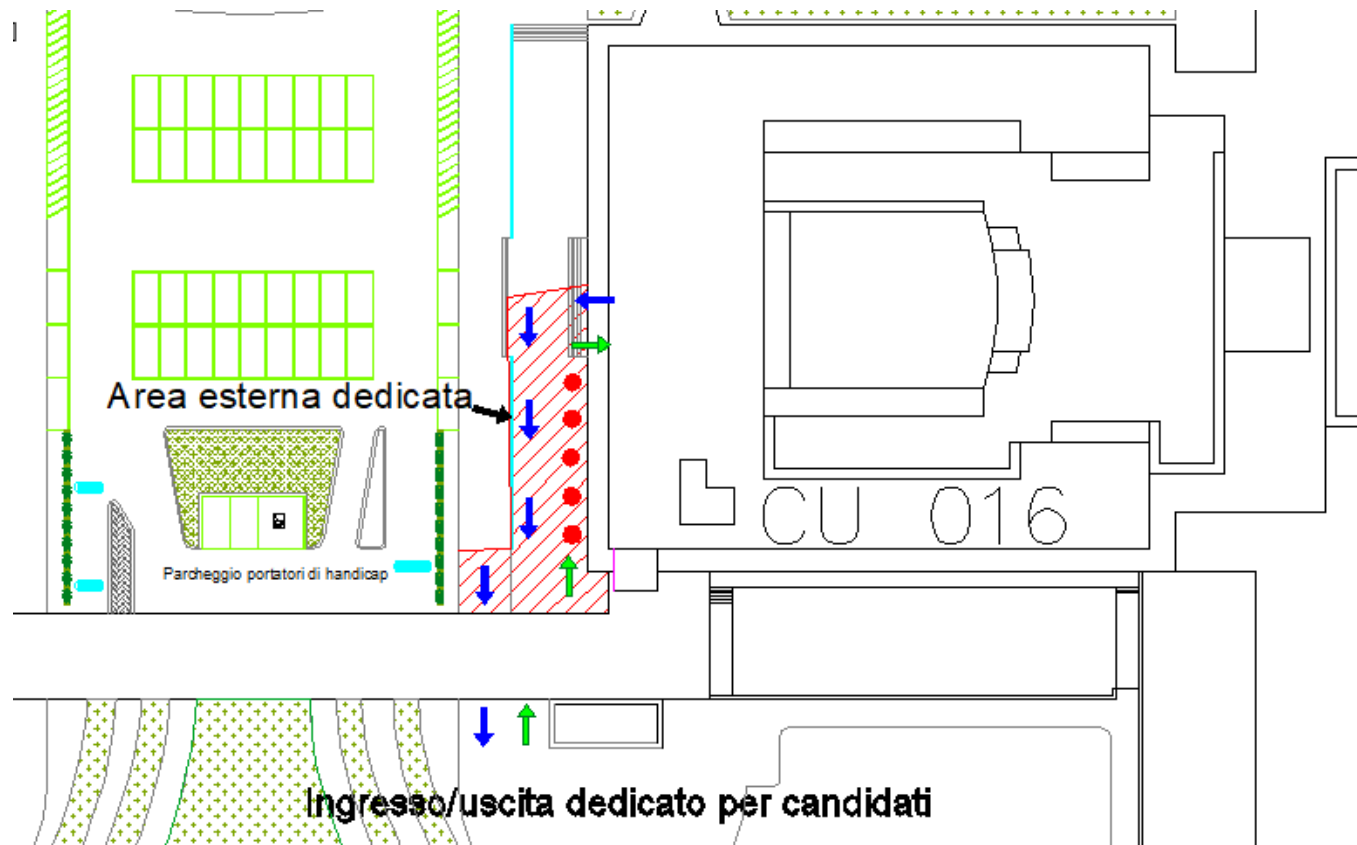 Area esterna dedicata
CU 016
Parcheggio portatori di handicap
Ingresso/uscita dedicato per candidati